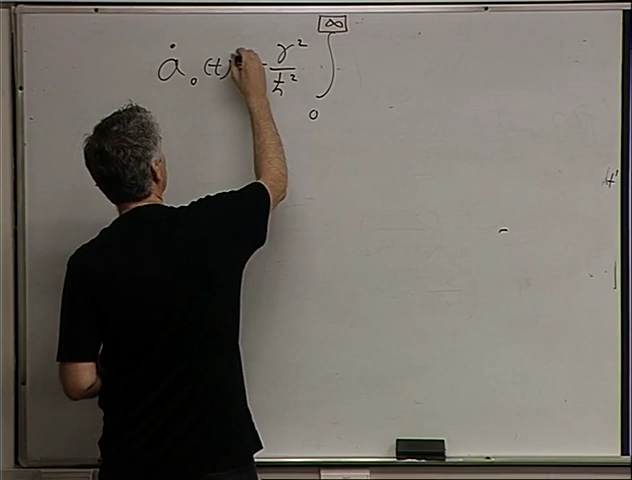 ȧ₀(t) = γ²/ħ² ∫₀^∞
t'